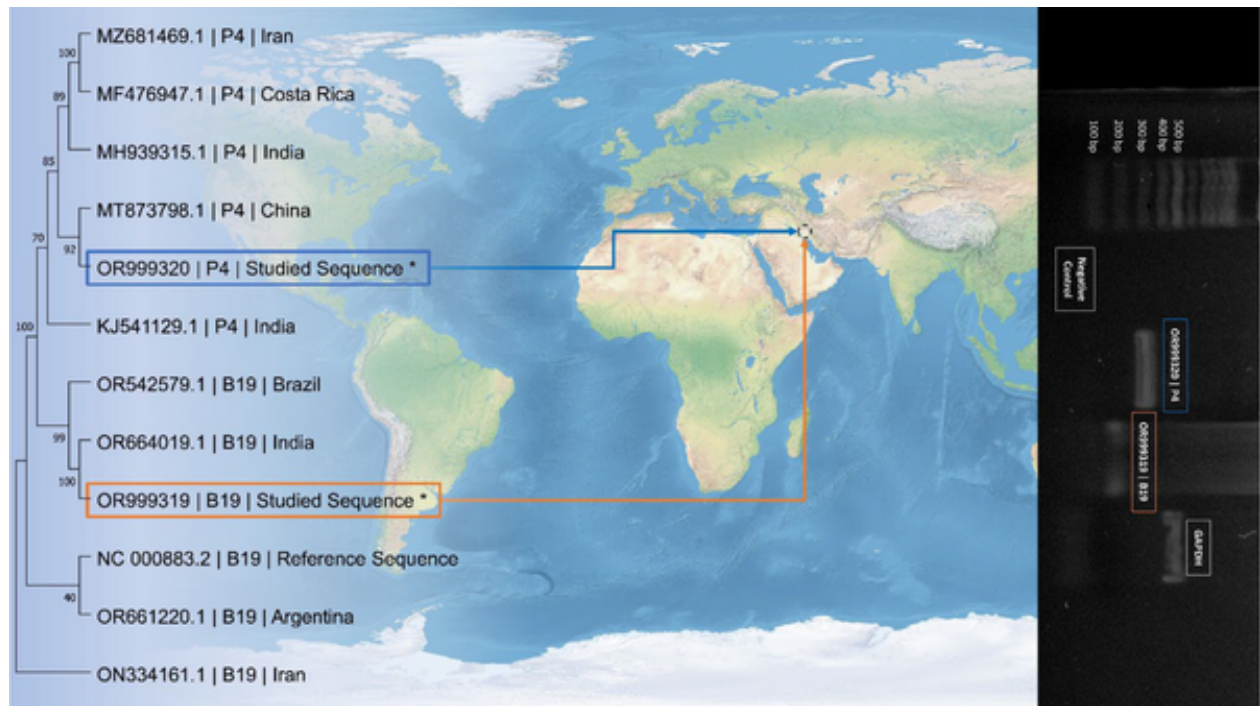 MZ681469.1 | P4 | Iran
100
MF476947.1 | P4 | Costa Rica
89
MH939315.1 | P4 | India
85
MT873798.1 | P4 | China
92
70
OR999320 | P4 | Studied Sequence *
KJ541129.1 | P4 | India
100
OR542579.1 | B19 | Brazil
99
OR664019.1 | B19 | India
100
OR999319 | B19 | Studied Sequence *
NC 000883.2 | B19 | Reference Sequence
40
OR661220.1 | B19 | Argentina
ON334161.1 | B19 | Iran
500 bp
400 bp
300 bp
200 bp
100 bp
Negative
Control
OR999320 | P4
OR999319 | B19
GAPDH